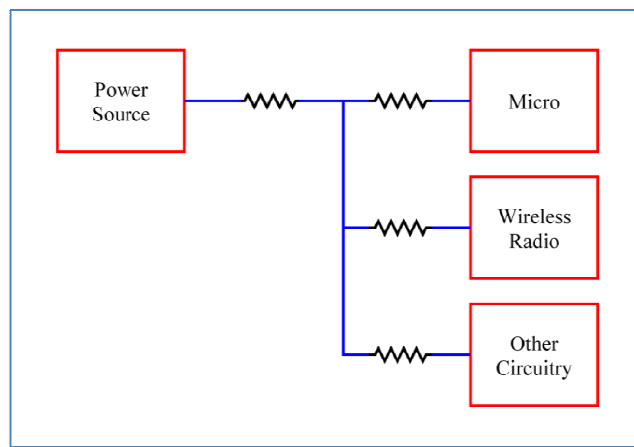 Power
Source
Micro
Wireless
Radio
Other
Circuitry